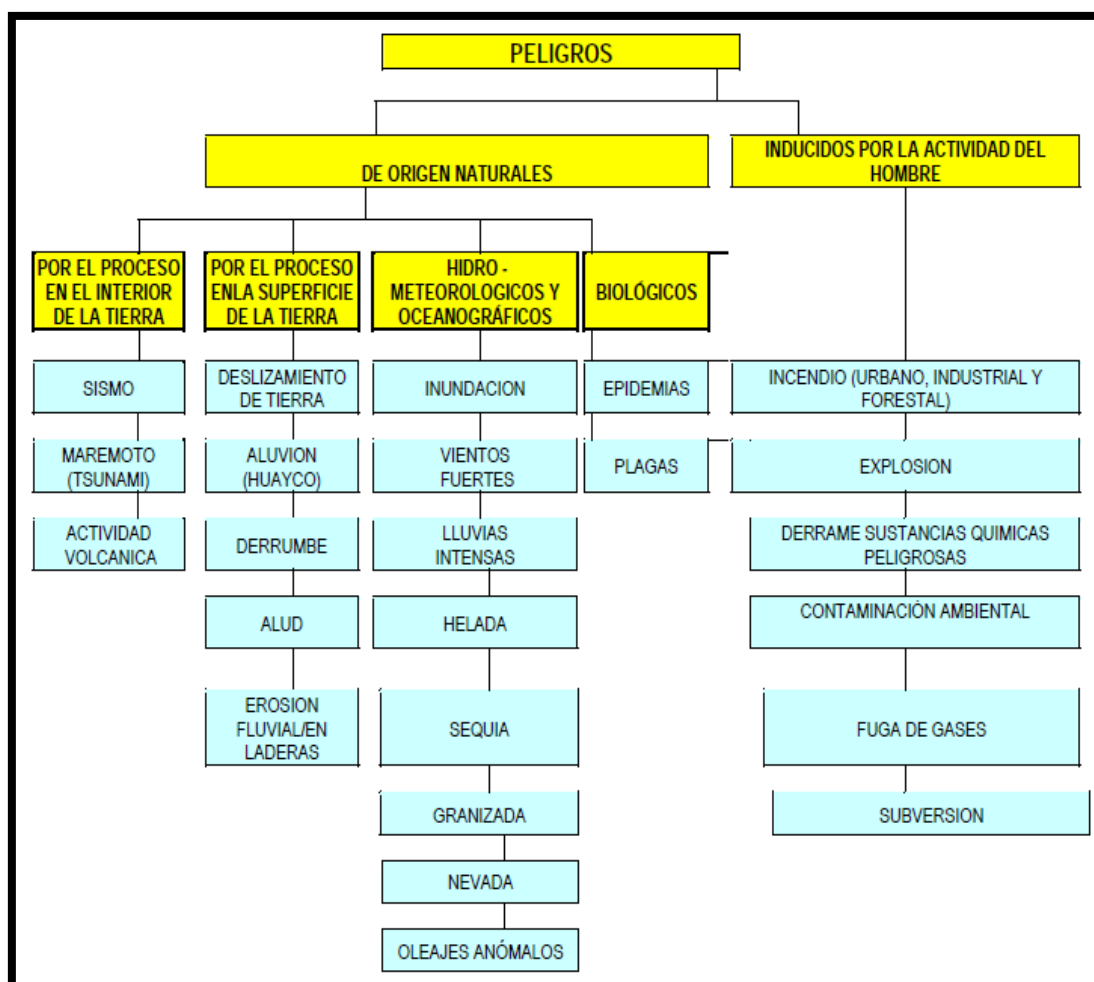 PELIGROS
DE ORIGEN NATURALES
INDUCIDOS POR LA ACTIVIDAD DEL
HOMBRE
POR EL PROCESO
EN EL INTERIOR
DE LA TIERRA
POR EL PROCESO
ENLA SUPERFICIE
DE LA TIERRA
HIDRO -
METEOROLOGICOS Y
OCEANOGRÁFICOS
BIOLÓGICOS
SISMO
MAREMOTO
(TSUNAMI)
ACTIVIDAD
VOLCANICA
DESLIZAMIENTO
DE TIERRA
ALUVION
(HUAYCO)
DERRUMBE
ALUD
EROSION
FLUVIAL/EN
LADERAS
INUNDACION
VIENTOS
FUERTES
LLUVIAS
INTENSAS
HELADA
SEQUIA
GRANIZADA
NEVADA
OLEAJES ANÓMALOS
EPIDEMIAS
PLAGAS
INCENDIO (URBANO, INDUSTRIAL Y
FORESTAL)
EXPLOSION
DERRAME SUSTANCIAS QUIMICAS
PELIGROSAS
CONTAMINACIÒN AMBIENTAL
FUGA DE GASES
SUBVERSION